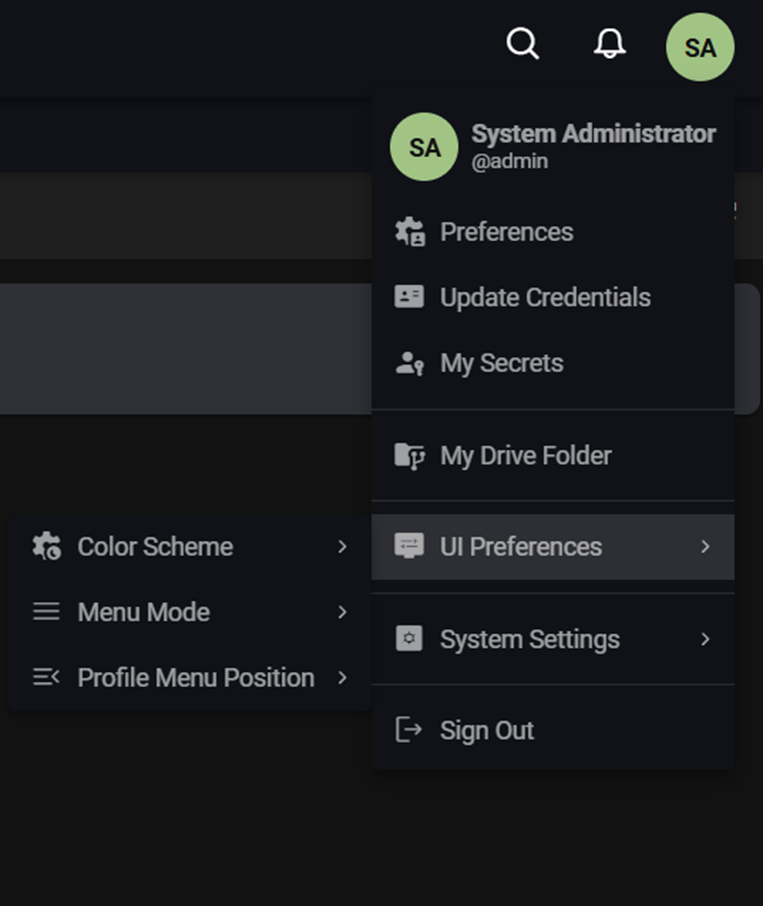 SA
SA
System Administrator
@admin
Preferences
Update Credentials
My Secrets
My Drive Folder
UI Preferences
Color Scheme
Menu Mode
Profile Menu Position
System Settings
Sign Out